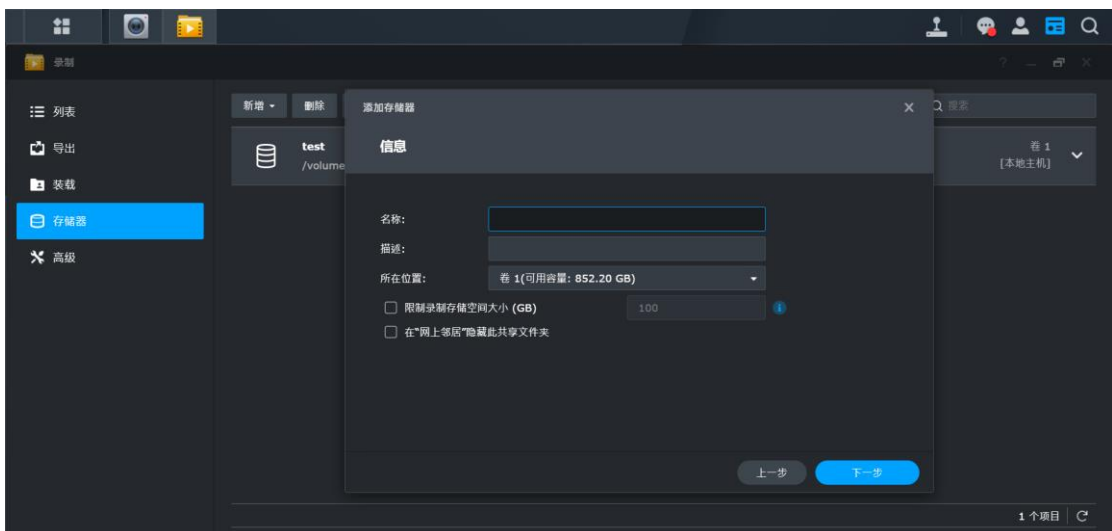 录制
列表
导出
装载
存储器
高级
新增 删除 搜索
test
/volume
卷 1
[本地主机]
添加存储器
信息
名称:
描述:
所在位置: 卷 1(可用容量: 852.20 GB)
限制录制存储空间大小 (GB) 100
在"网上邻居"隐藏此共享文件夹
上一步 下一步
1 个项目